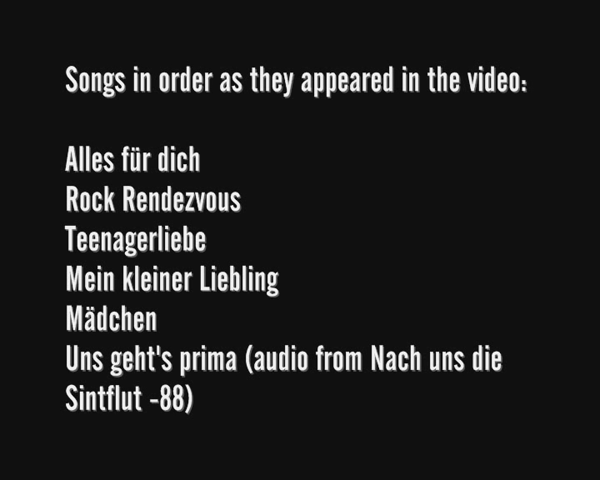 Songs in order as they appeared in the video:
Alles für dich
Rock Rendezvous
Teenagerliebe
Mein kleiner Liebling
Mädchen
Uns geht's prima (audio from Nach uns die
Sintflut -88)